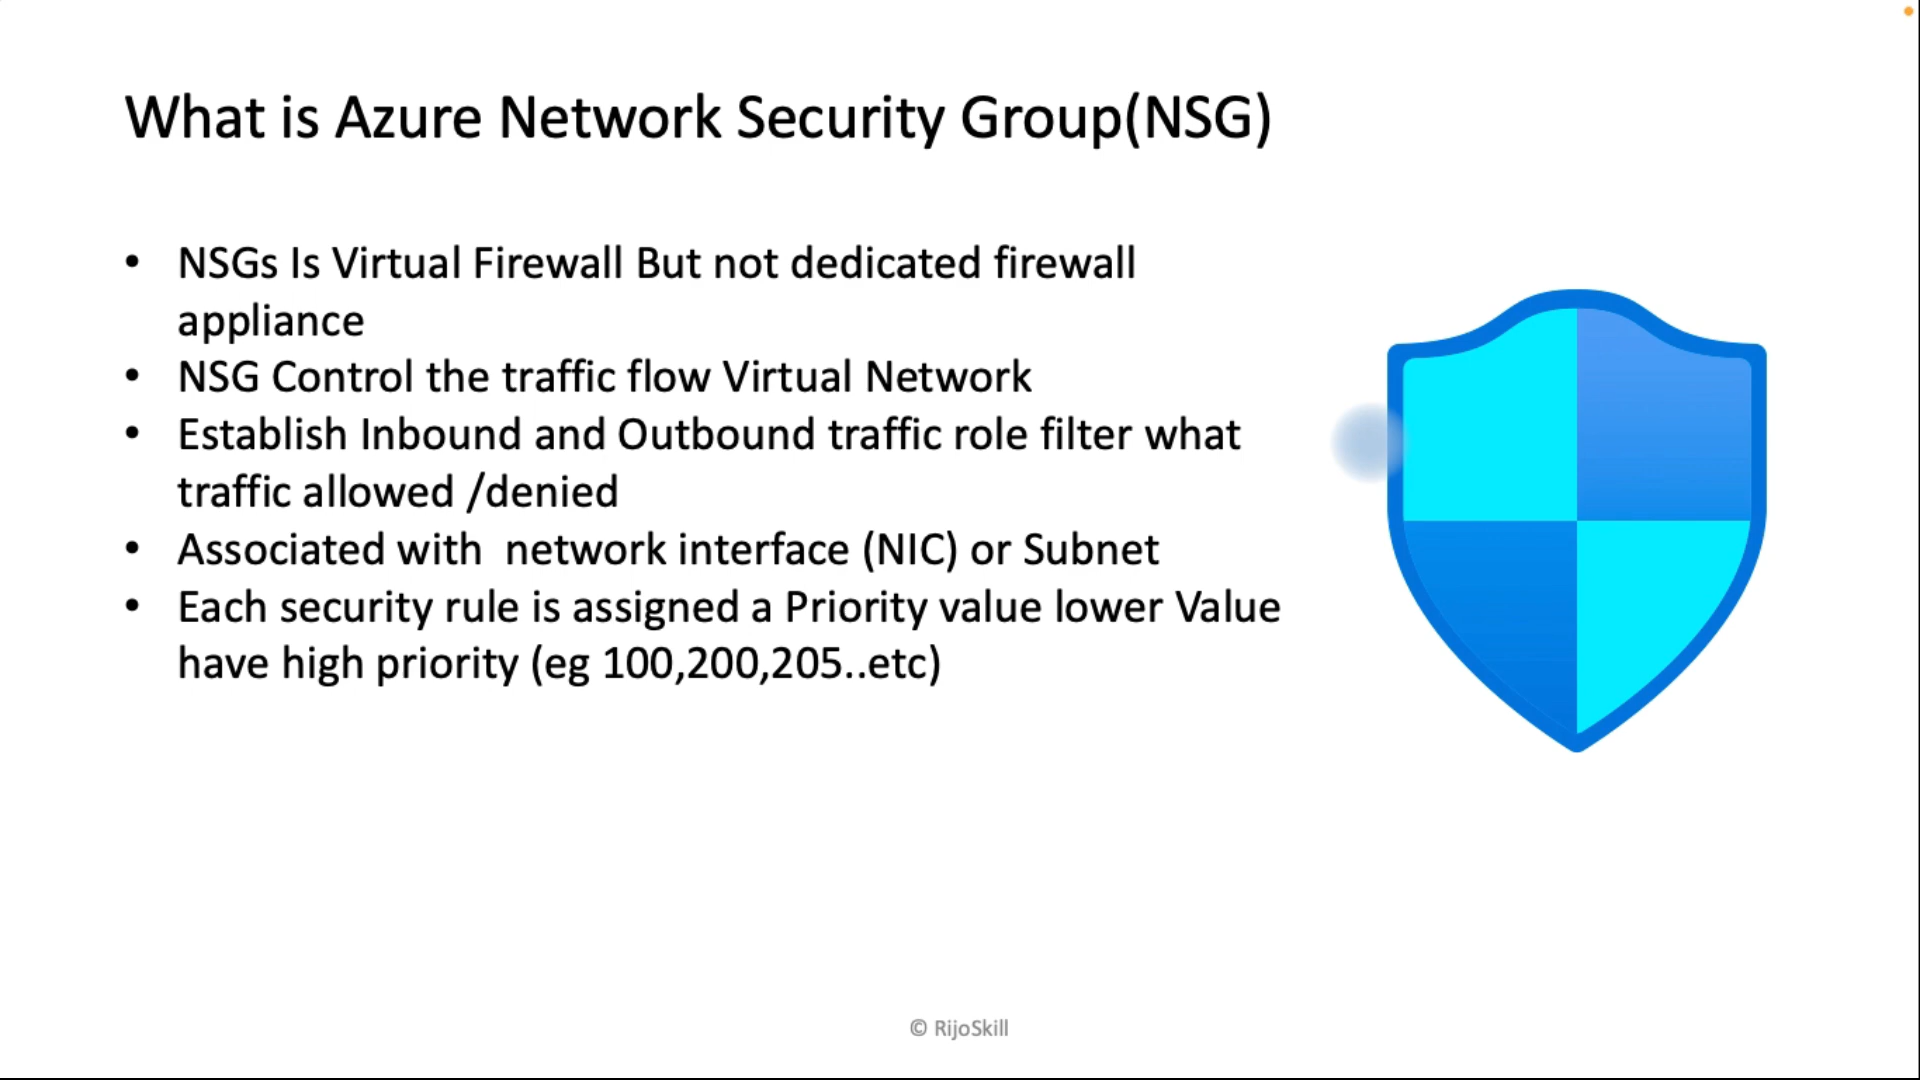 What is Azure Network Security Group(NSG)
• NSGs Is Virtual Firewall But not dedicated firewall
appliance
• NSG Control the traffic flow Virtual Network
• Establish Inbound and Outbound traffic role filter what
traffic allowed /denied
• Associated with  network interface (NIC) or Subnet
• Each security rule is assigned a Priority value lower Value
have high priority (eg 100,200,205..etc)
© RijoSkill